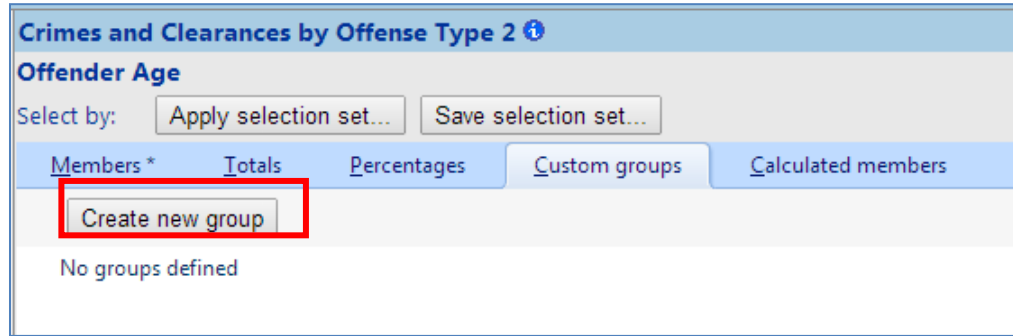 Crimes and Clearances by Offense Type 2
Offender Age
Select by: Apply selection set... Save selection set...
Members * Totals Percentages Custom groups Calculated members
Create new group
No groups defined